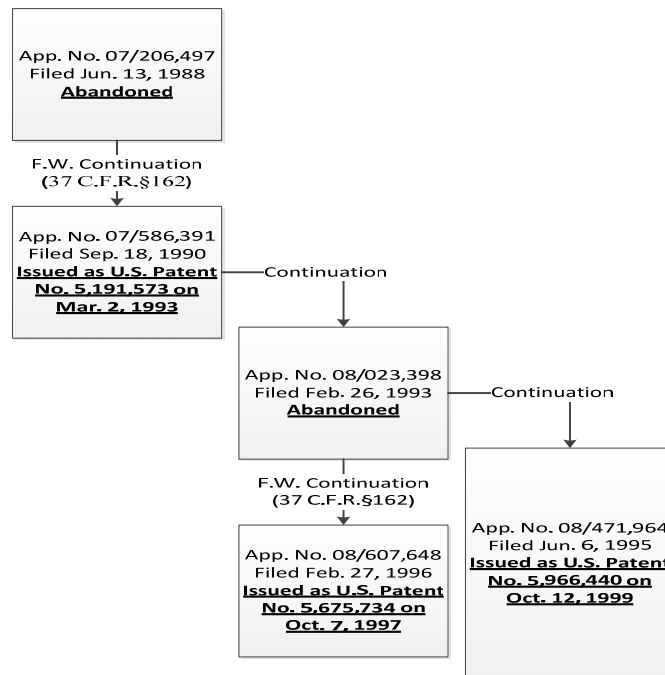 App. No. 07/206,497
Filed Jun. 13, 1988
Abandoned
F.W. Continuation
(37 C.F.R.§162)
App. No. 07/586,391
Filed Sep. 18, 1990
Issued as U.S. Patent
No. 5,191,573 on
Mar. 2, 1993
Continuation
App. No. 08/023,398
Filed Feb. 26, 1993
Abandoned
Continuation
F.W. Continuation
(37 C.F.R.§162)
App. No. 08/607,648
Filed Feb. 27, 1996
Issued as U.S. Patent
No. 5,675,734 on
Oct. 7, 1997
App. No. 08/471,964
Filed Jun. 6, 1995
Issued as U.S. Patent
No. 5,966,440 on
Oct. 12, 1999